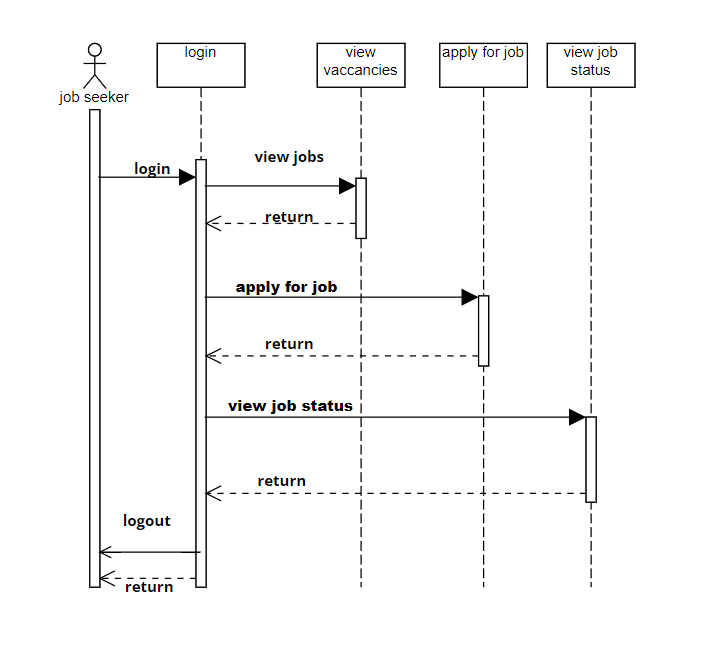 job seeker
login
view
vaccancies
apply for job
view job
status
login
view jobs
return
apply for job
return
view job status
return
logout
return